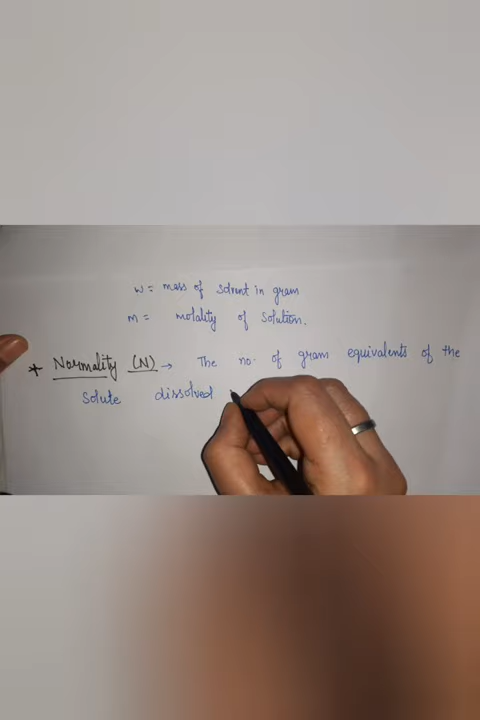 w = mass of solvent in gram
m = molality of solution.
* Normality (N) → The no. of gram equivalents of the
solute dissolved